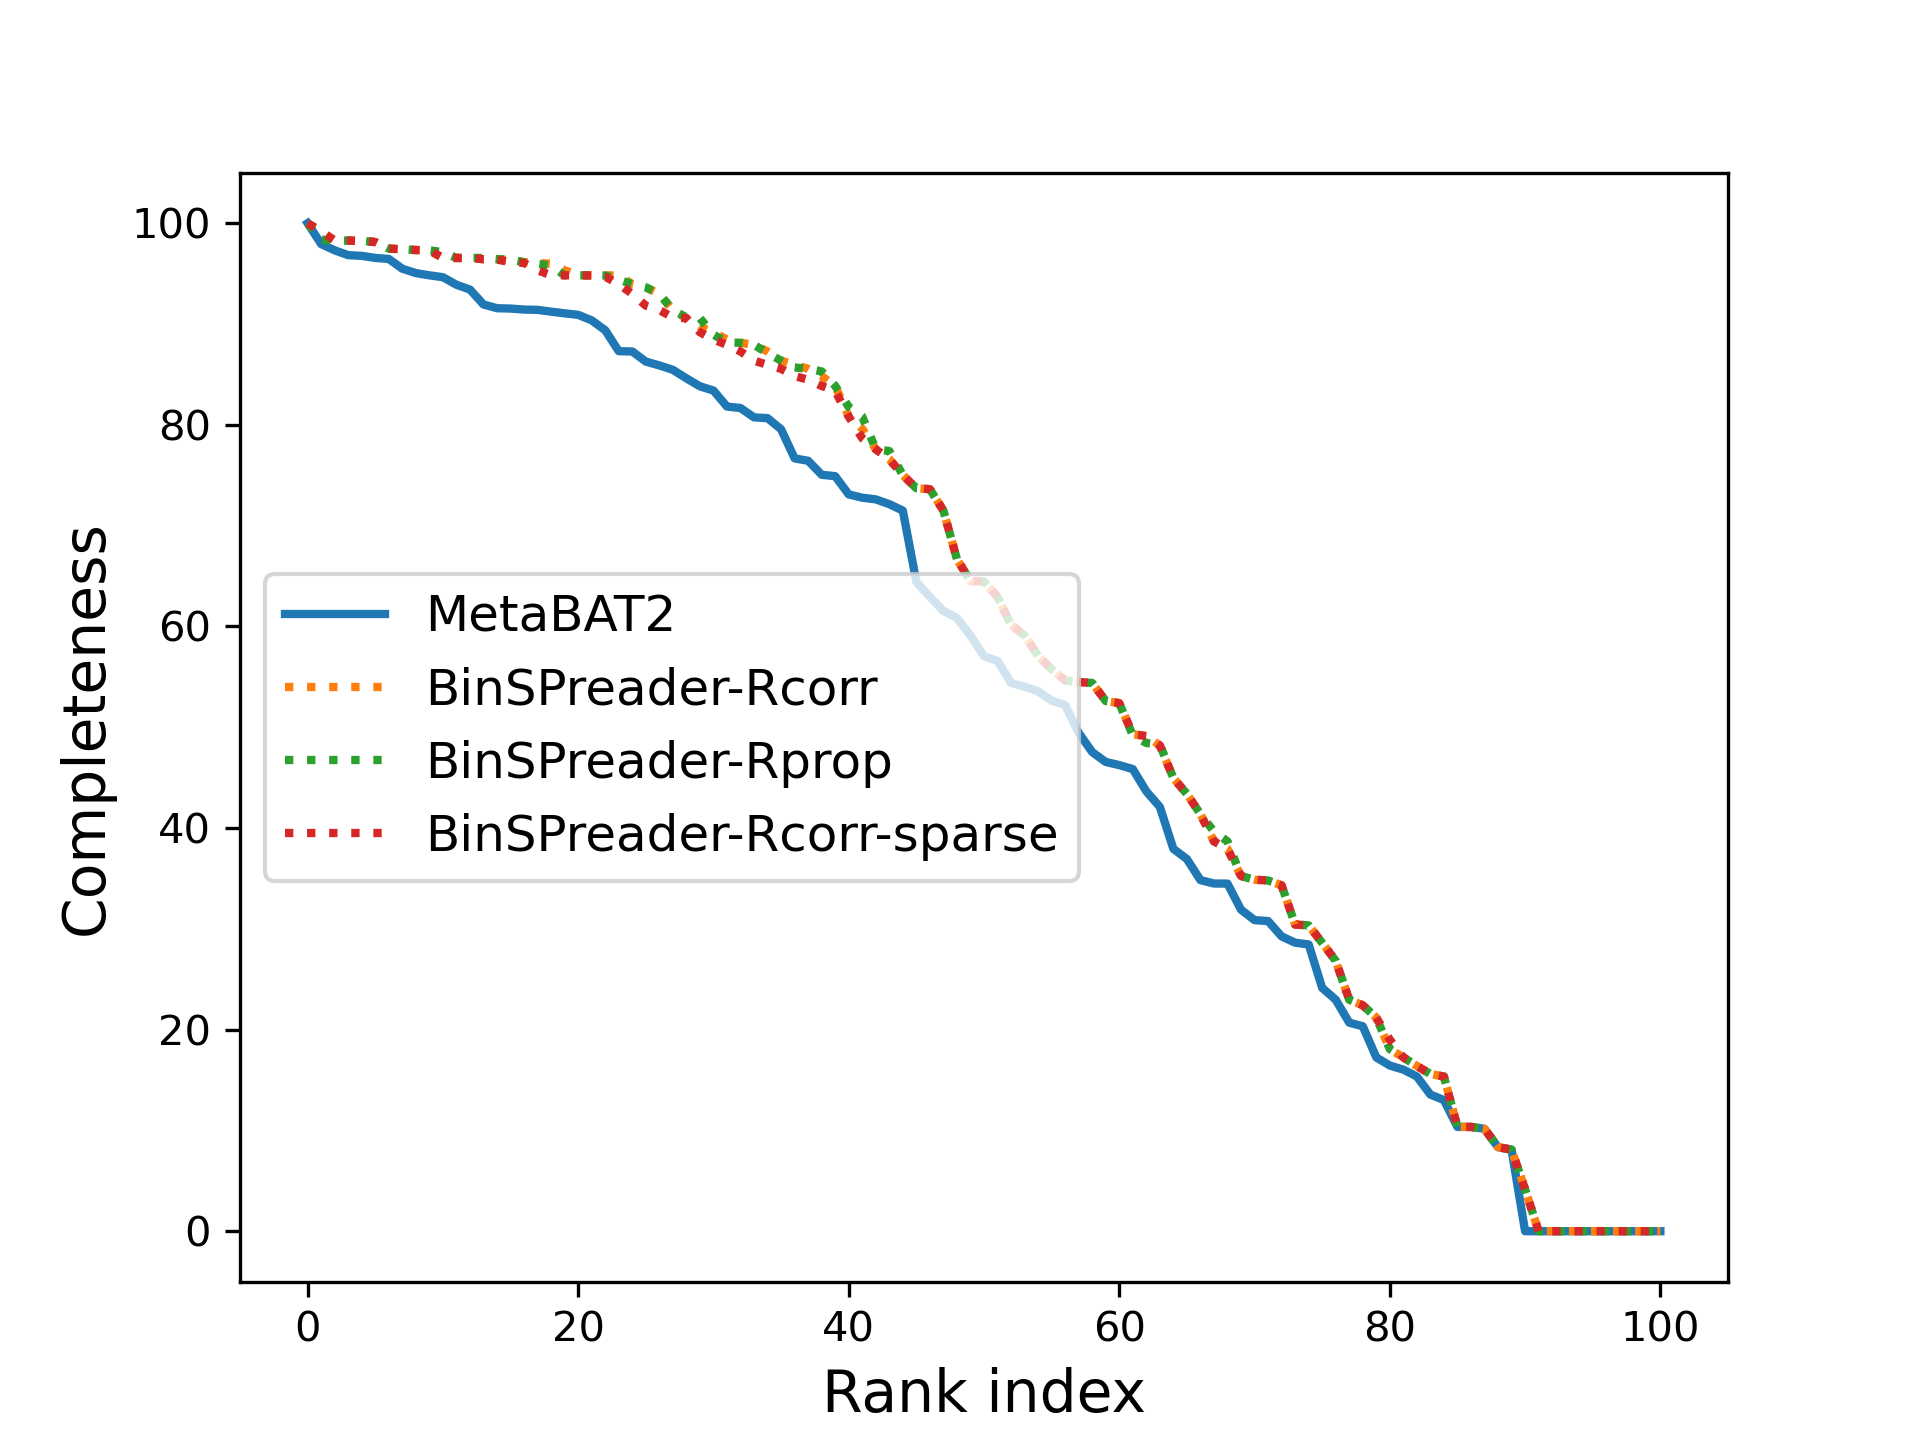 100
80
60
40
20
0
Completeness
MetaBAT2
BinSPreader-Rcorr
BinSPreader-Rprop
BinSPreader-Rcorr-sparse
0 20 40 60 80 100
Rank index